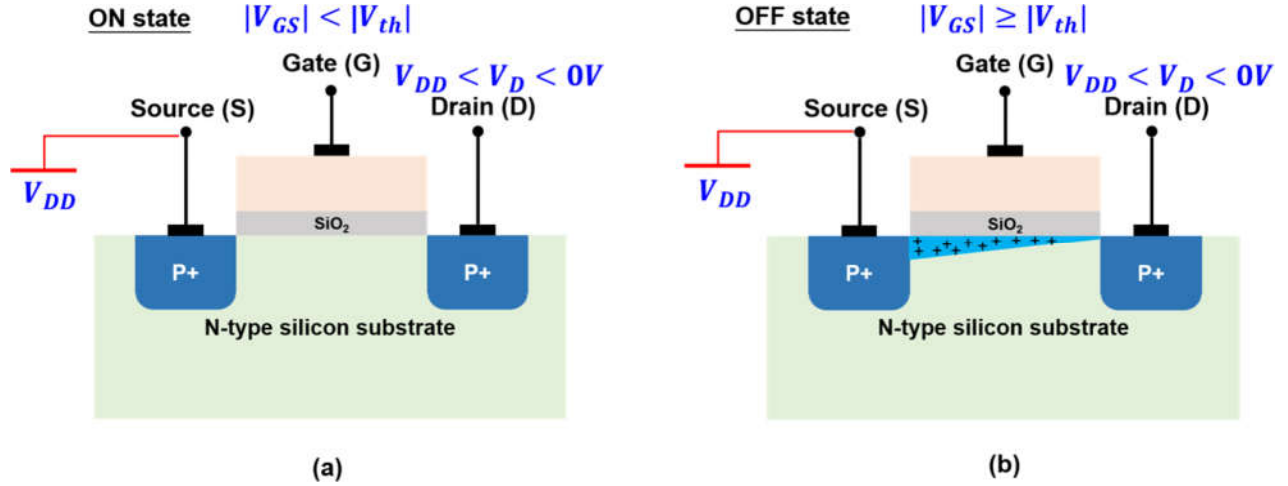 ON state |V_GS| < |V_th|
Gate (G)
V_DD < V_D < 0V
Source (S)
Drain (D)
V_DD
SiO₂
P+ P+
N-type silicon substrate
(a)
OFF state |V_GS| ≥ |V_th|
Gate (G)
V_DD < V_D < 0V
Source (S)
Drain (D)
V_DD
SiO₂
+ + + + + + + + + + + +
P+ P+
N-type silicon substrate
(b)